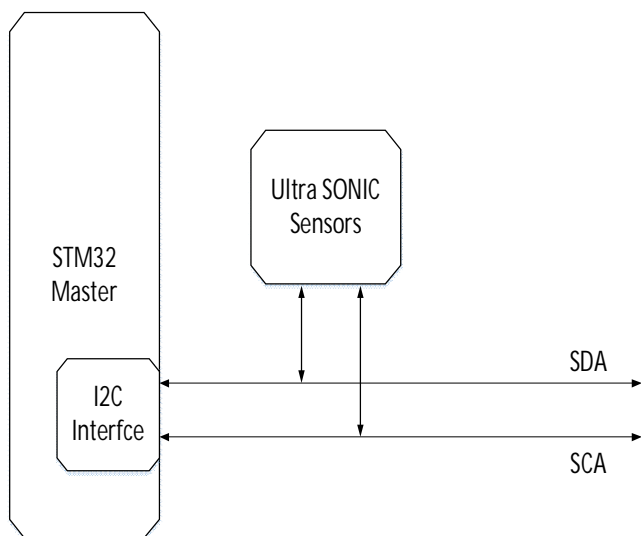 Ultra SONIC
Sensors
STM32
Master
SDA
I2C
Interfce
SCA